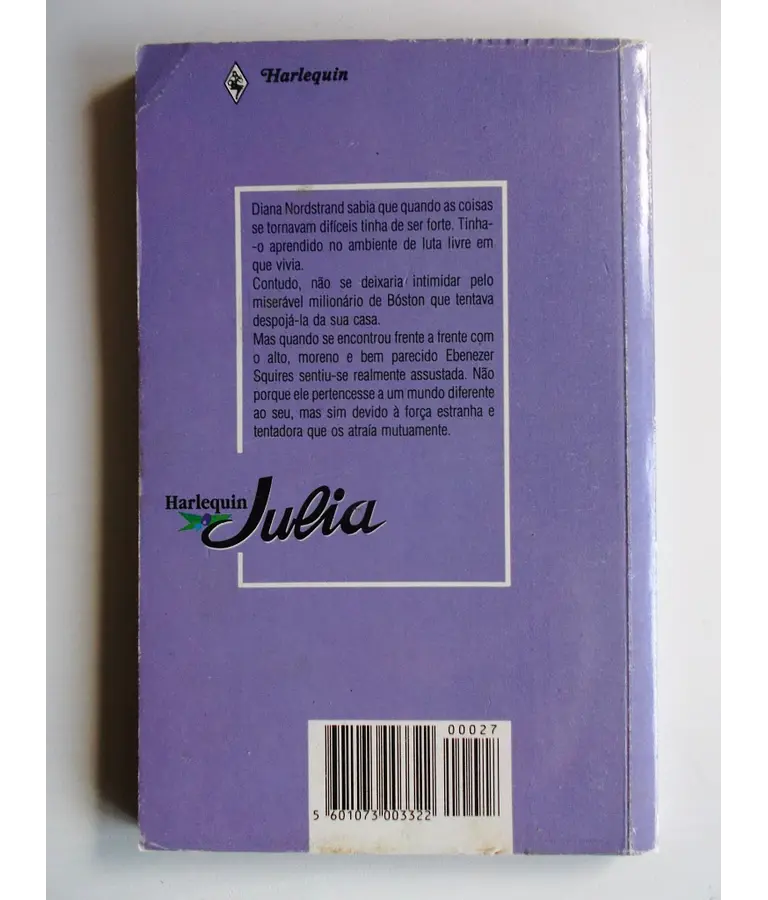 Harlequin
Diana Nordstrand sabia que quando as coisas
se tornavam difíceis tinha de ser forte. Tinha-
-o aprendido no ambiente de luta livre em
que vivia.
Contudo, não se deixaria intimidar pelo
miserável milionário de Bóston que tentava
despojá-la da sua casa.
Mas quando se encontrou frente a frente com
o alto, moreno e bem parecido Ebenezer
Squires sentiu-se realmente assustada. Não
porque ele pertencesse a um mundo diferente
ao seu, mas sim devido à força estranha e
tentadora que os atraía mutuamente.
Harlequin
Julia
00027
5 601073 003322